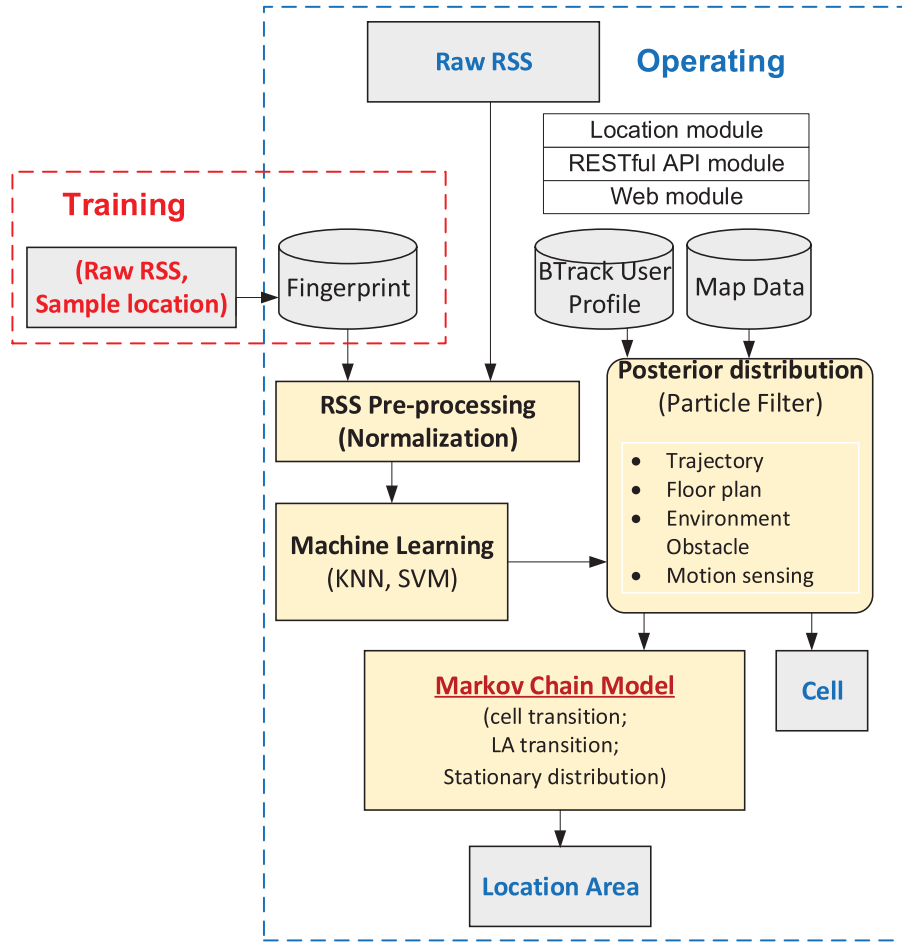 Raw RSS
Operating
Location module
RESTful API module
Web module
Training
(Raw RSS,
Sample location)
Fingerprint
BTrack User
Profile
Map Data
RSS Pre-processing
(Normalization)
Posterior distribution
(Particle Filter)
● Trajectory
● Floor plan
● Environment
Obstacle
● Motion sensing
Machine Learning
(KNN, SVM)
Markov Chain Model
(cell transition;
LA transition;
Stationary distribution)
Cell
Location Area